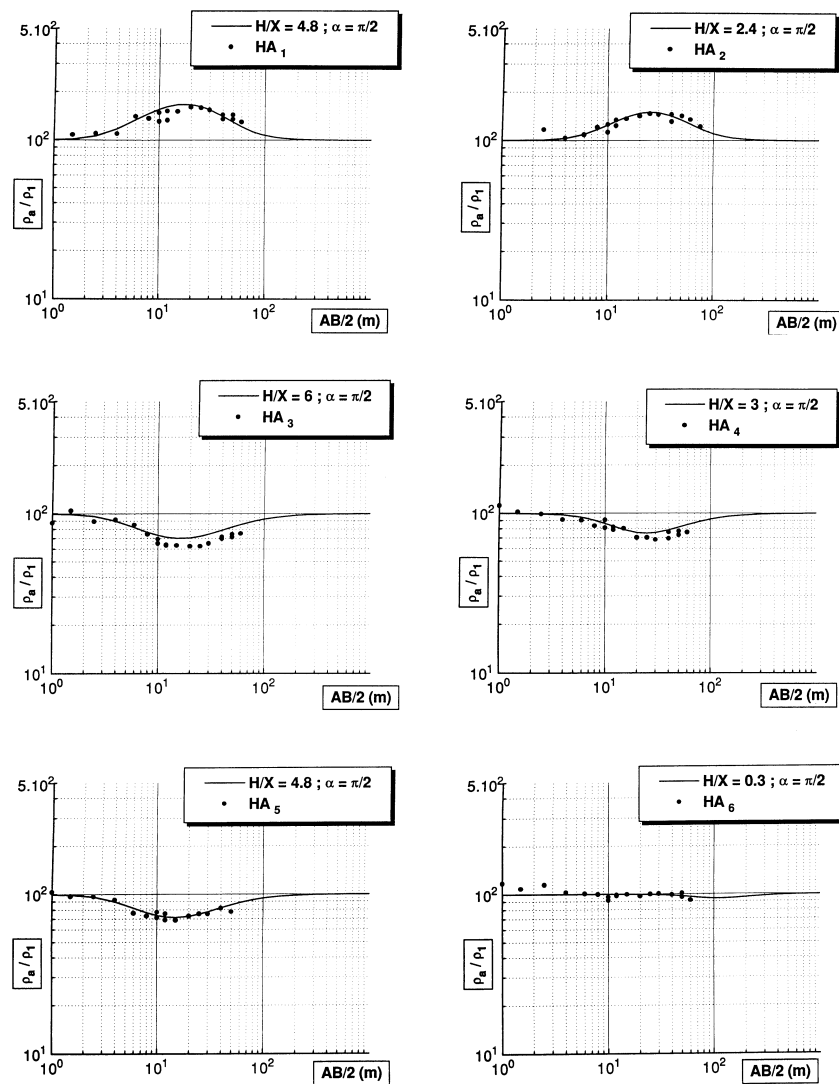 H/X = 4.8 ; α = π/2
HA 1
5.10²
10²
10¹
ρa / ρ1
10⁰ 10¹ 10²
AB/2 (m)
H/X = 2.4 ; α = π/2
HA 2
5.10²
10²
10¹
ρa / ρ1
10⁰ 10¹ 10²
AB/2 (m)
H/X = 6 ; α = π/2
HA 3
5.10²
10²
10¹
ρa / ρ1
10⁰ 10¹ 10²
AB/2 (m)
H/X = 3 ; α = π/2
HA 4
5.10²
10²
10¹
ρa / ρ1
10⁰ 10¹ 10²
AB/2 (m)
H/X = 4.8 ; α = π/2
HA 5
5.10²
10²
10¹
ρa / ρ1
10⁰ 10¹ 10²
AB/2 (m)
H/X = 0.3 ; α = π/2
HA 6
5.10²
10²
10¹
ρa / ρ1
10⁰ 10¹ 10²
AB/2 (m)